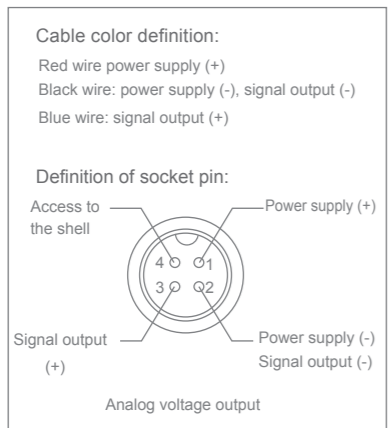 Cable color definition:
Red wire power supply (+)
Black wire: power supply (-), signal output (-)
Blue wire: signal output (+)
Definition of socket pin:
Access to
the shell
Power supply (+)
4
1
3
2
Signal output
(+)
Power supply (-)
Signal output (-)
Analog voltage output